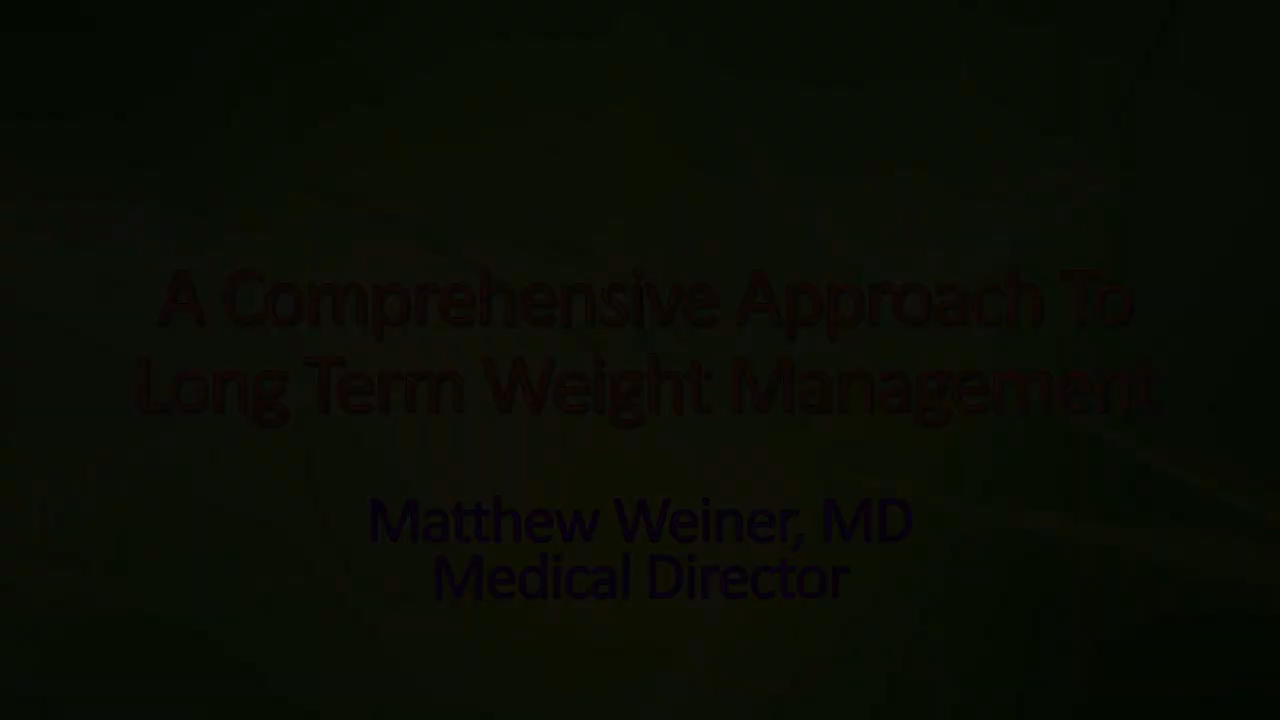 A Comprehensive Approach To
Long Term Weight Management
Matthew Weiner, MD
Medical Director